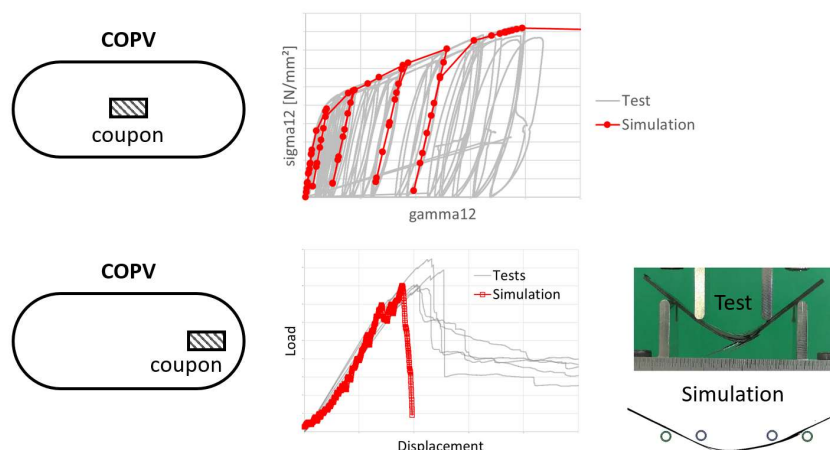 COPV
coupon
sigma12 [N/mm²]
gamma12
Test
Simulation
COPV
coupon
Load
Displacement
Tests
Simulation
Test
Simulation